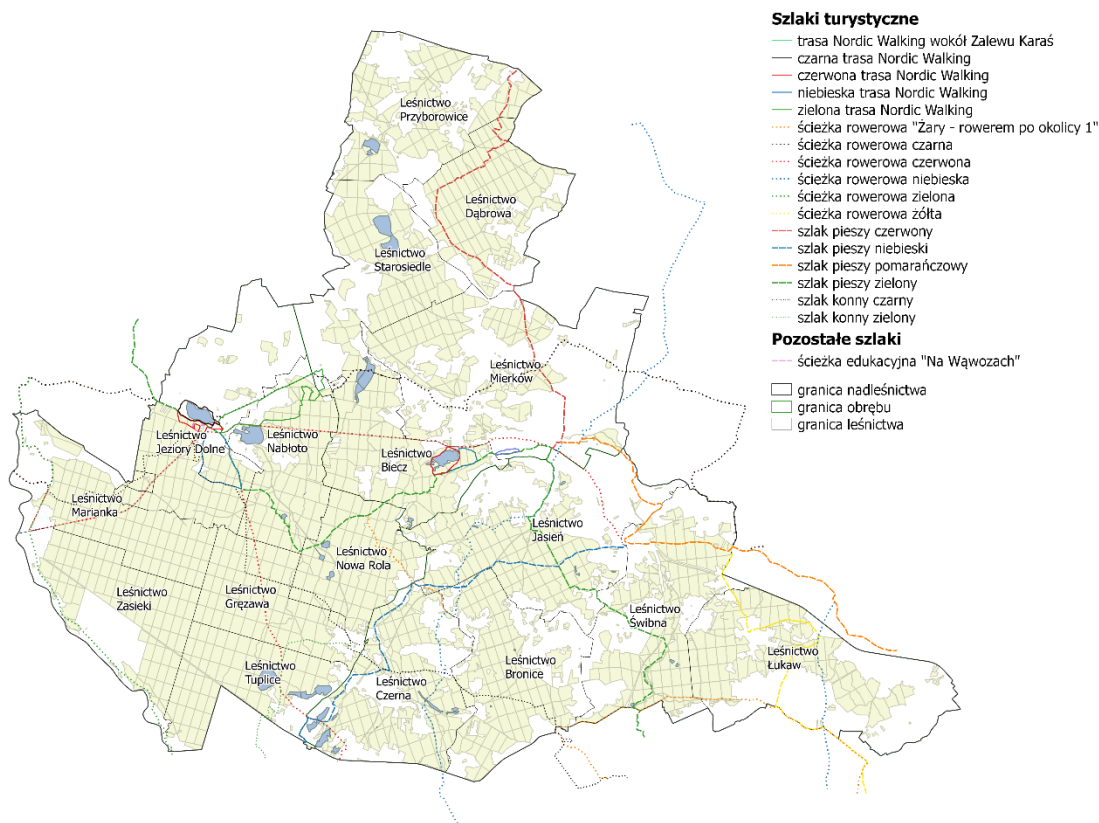 Szlaki turystyczne
trasa Nordic Walking wokół Zalewu Karaś
czarna trasa Nordic Walking
czerwona trasa Nordic Walking
niebieska trasa Nordic Walking
zielona trasa Nordic Walking
ścieżka rowerowa "Żary - rowerem po okolicy 1"
ścieżka rowerowa czarna
ścieżka rowerowa czerwona
ścieżka rowerowa niebieska
ścieżka rowerowa zielona
ścieżka rowerowa żółta
szlak pieszy czerwony
szlak pieszy niebieski
szlak pieszy pomarańczowy
szlak pieszy zielony
szlak konny czarny
szlak konny zielony
Pozostałe szlaki
ścieżka edukacyjna "Na Wąwozach"
granica nadleśnictwa
granica obrębu
granica leśnictwa
Leśnictwo
Przyborowice
Leśnictwo
Dąbrowa
Leśnictwo
Starosiedle
Leśnictwo
Mierków
Leśnictwo
Jeziory Dolne
Leśnictwo
Nabłoto
Leśnictwo
Biecz
Leśnictwo
Marianka
Leśnictwo
Jasień
Leśnictwo
Nowa Rola
Leśnictwo
Zasieki
Leśnictwo
Gręzawa
Leśnictwo
Świbna
Leśnictwo
Łukaw
Leśnictwo
Tuplice
Leśnictwo
Czerna
Leśnictwo
Bronice